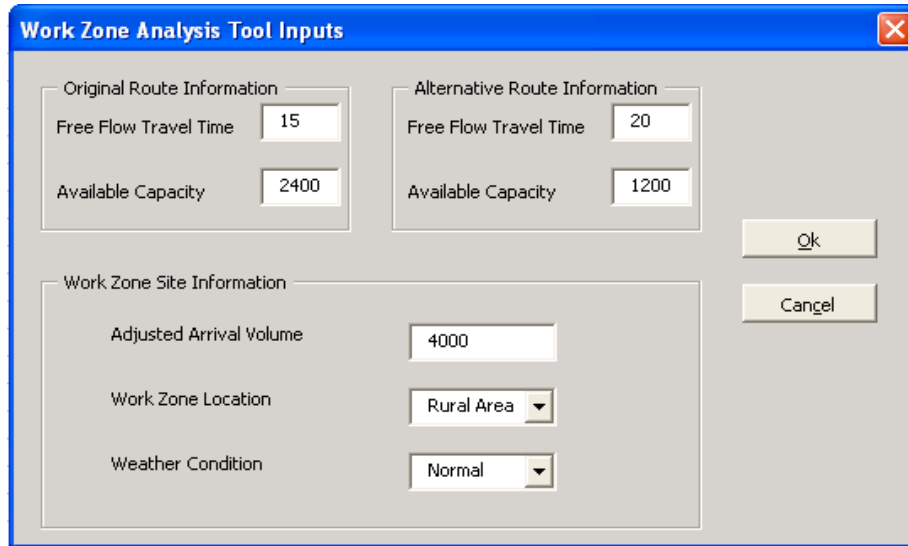 Work Zone Analysis Tool Inputs
Original Route Information
Free Flow Travel Time 15
Available Capacity 2400
Alternative Route Information
Free Flow Travel Time 20
Available Capacity 1200
Ok
Cancel
Work Zone Site Information
Adjusted Arrival Volume 4000
Work Zone Location Rural Area
Weather Condition Normal